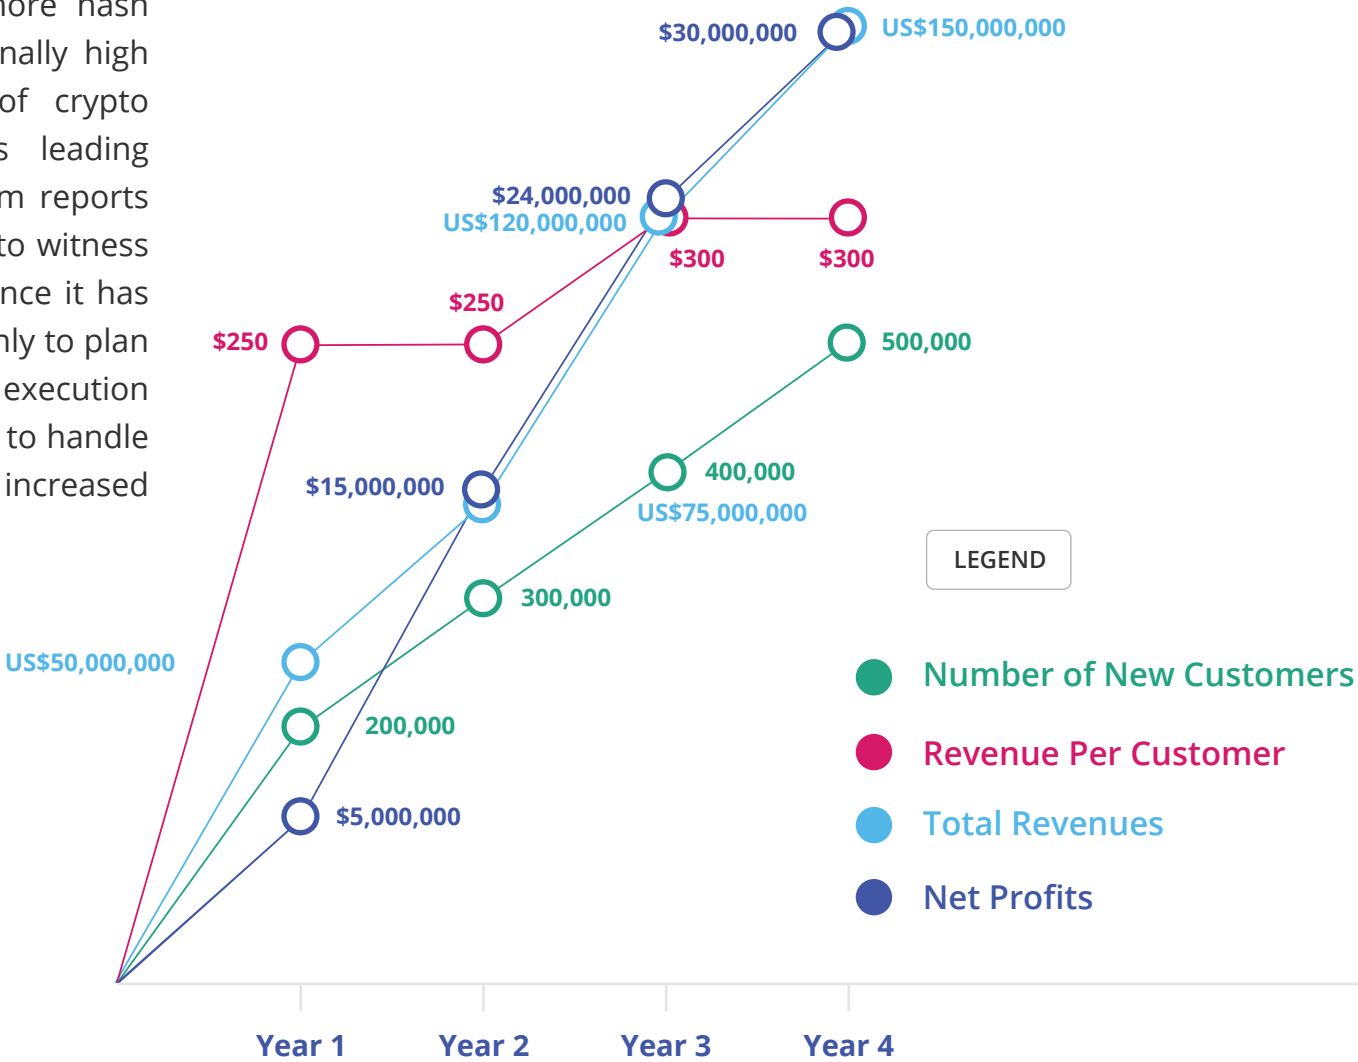 hash
nally high
of crypto
s leading
m reports
to witness
nce it has
nly to plan
execution
to handle
increased
$30,000,000
US$150,000,000
$24,000,000
US$120,000,000
$300
$300
$250
$250
500,000
$15,000,000
400,000
US$75,000,000
300,000
US$50,000,000
200,000
$5,000,000
LEGEND
Number of New Customers
Revenue Per Customer
Total Revenues
Net Profits
Year 1 Year 2 Year 3 Year 4